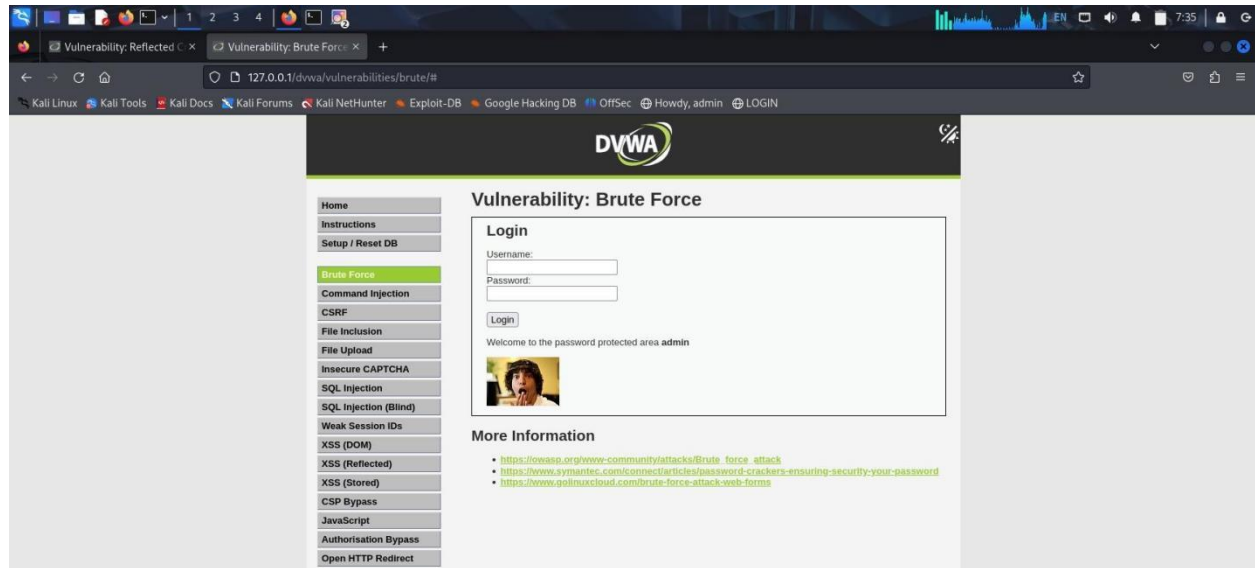 1 2 3 4 EN 7:35
Vulnerability: Reflected C Vulnerability: Brute Force
127.0.0.1/dvwa/vulnerabilities/brute/#
Kali Linux Kali Tools Kali Docs Kali Forums Kali NetHunter Exploit-DB Google Hacking DB OffSec Howdy, admin LOGIN
DVWA
Home
Instructions
Setup / Reset DB
Brute Force
Command Injection
CSRF
File Inclusion
File Upload
Insecure CAPTCHA
SQL Injection
SQL Injection (Blind)
Weak Session IDs
XSS (DOM)
XSS (Reflected)
XSS (Stored)
CSP Bypass
JavaScript
Authorisation Bypass
Open HTTP Redirect
Vulnerability: Brute Force
Login
Username:
Password:
Login
Welcome to the password protected area admin
More Information
https://owasp.org/www-community/attacks/Brute_force_attack
https://www.symantec.com/connect/articles/password-crackers-ensuring-security-your-password
https://www.golinuxcloud.com/brute-force-attack-web-forms